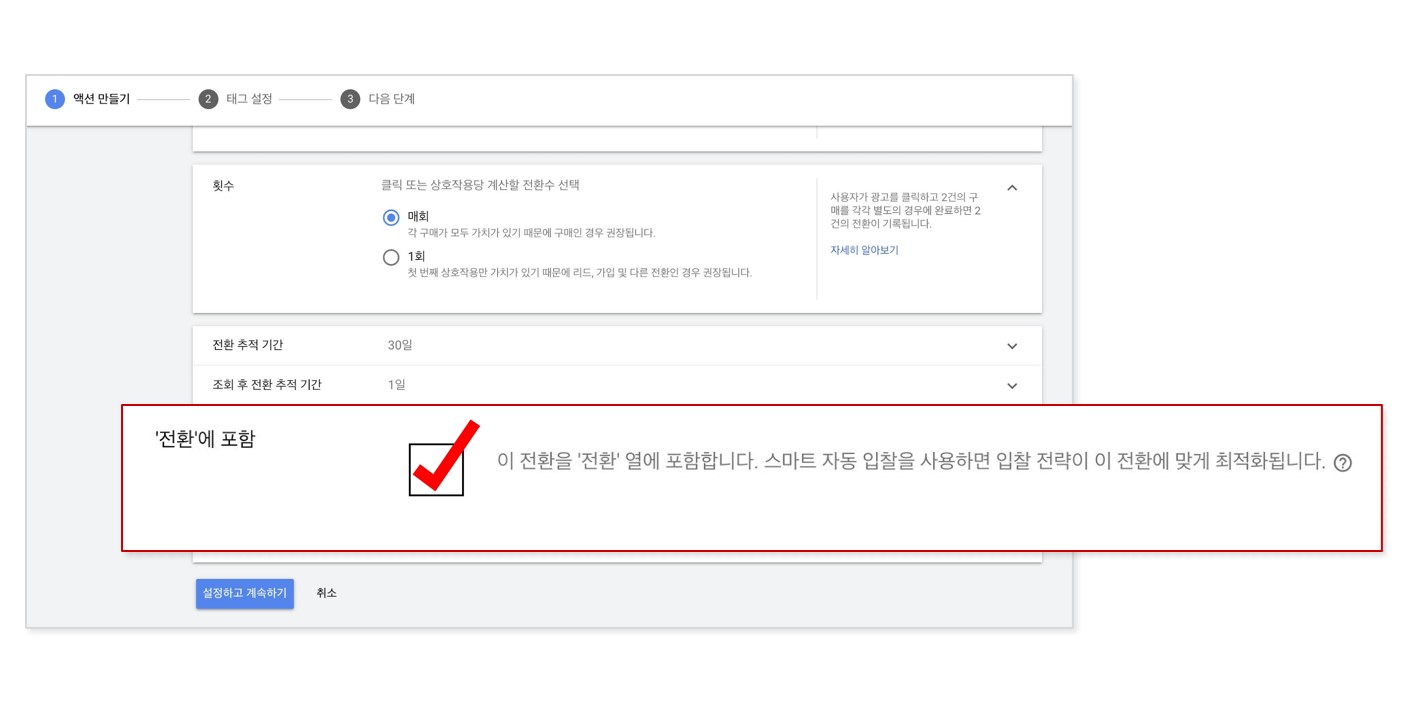 1 액션 만들기 2 태그 설정 3 다음 단계
횟수
클릭 또는 상호작용당 계산할 전환수 선택
매회
각 구매가 모두 가치가 있기 때문에 구매인 경우 권장됩니다.
1회
첫 번째 상호작용만 가치가 있기 때문에 리드, 가입 및 다른 전환인 경우 권장됩니다.
사용자가 광고를 클릭하고 2건의 구
매를 각각 별도의 경우에 완료하면 2
건의 전환이 기록됩니다.
자세히 알아보기
전환 추적 기간 30일
조회 후 전환 추적 기간 1일
'전환'에 포함
이 전환을 '전환' 열에 포함합니다. 스마트 자동 입찰을 사용하면 입찰 전략이 이 전환에 맞게 최적화됩니다. ?
설정하고 계속하기 취소